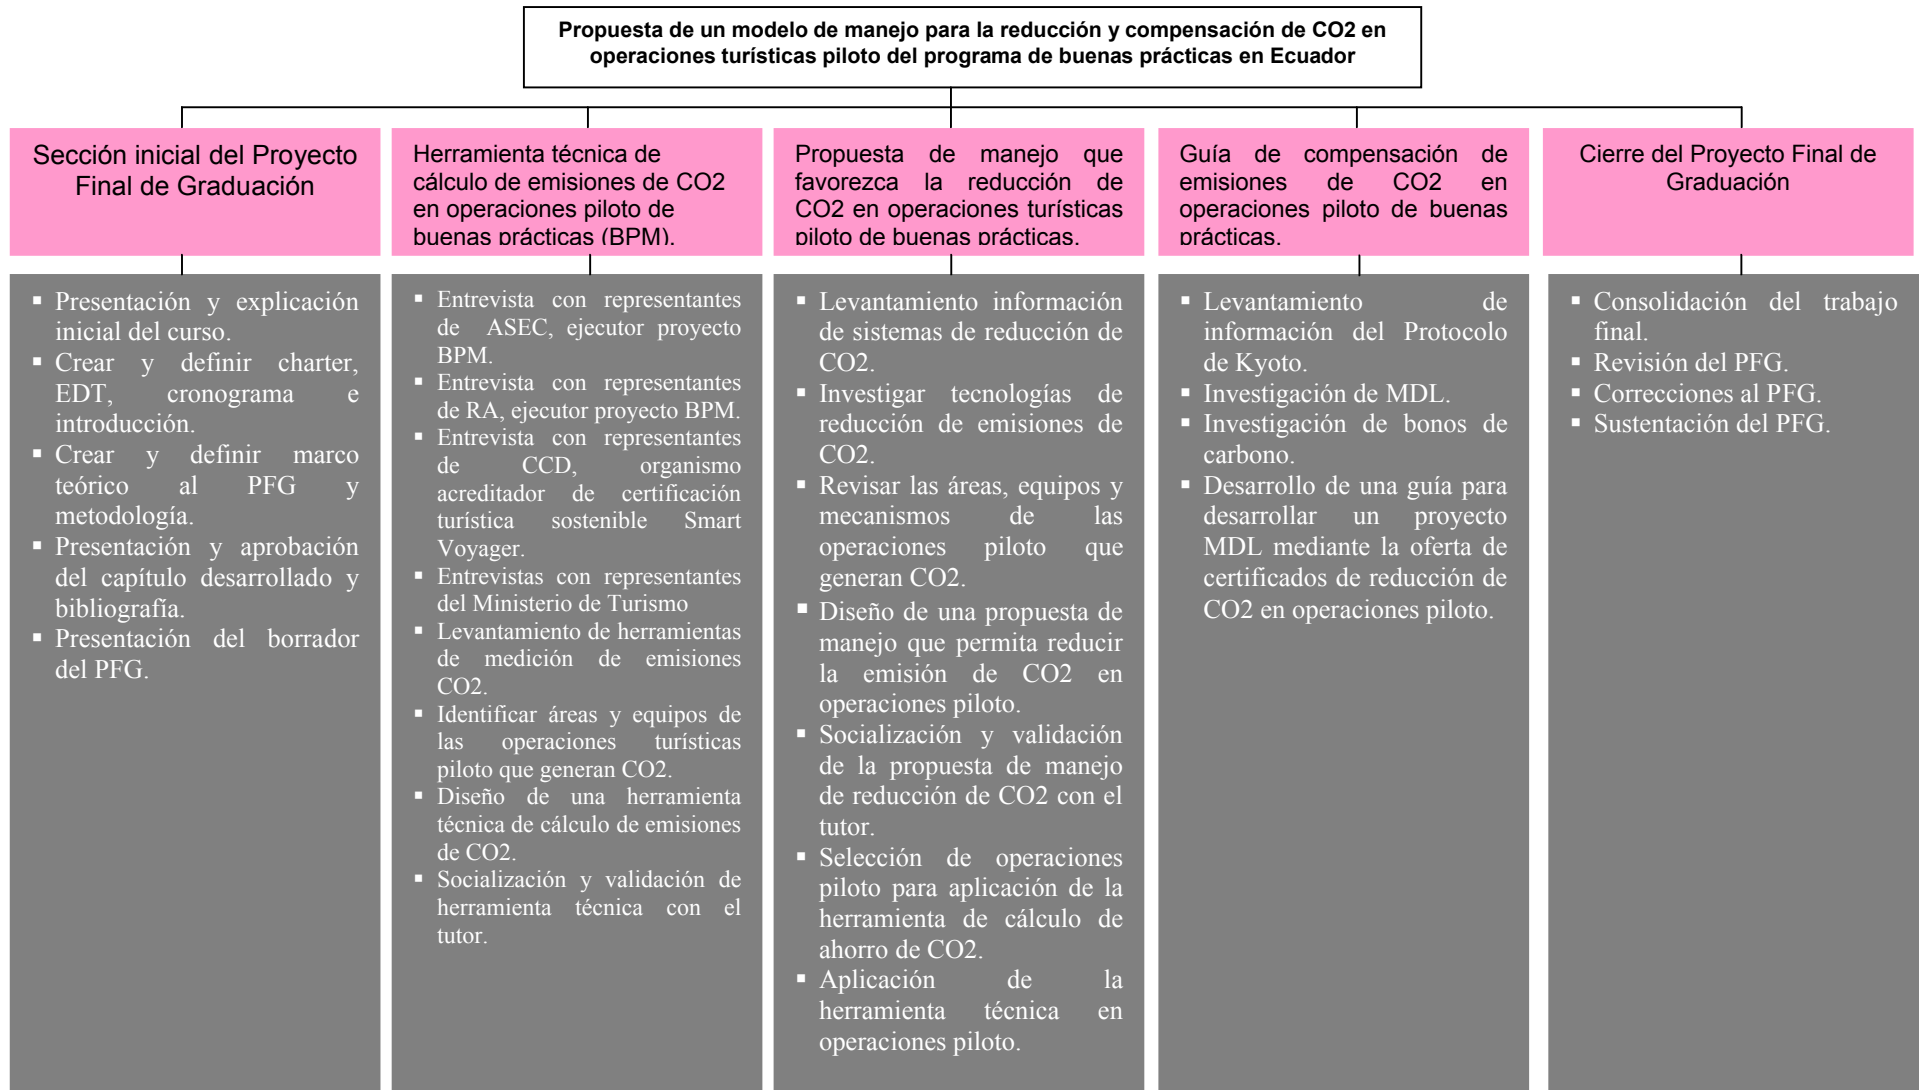 Propuesta de un modelo de manejo para la reducción y compensación de CO2 en
operaciones turísticas piloto del programa de buenas prácticas en Ecuador
Sección inicial del Proyecto
Final de Graduación
Herramienta técnica de
cálculo de emisiones de CO2
en operaciones piloto de
buenas prácticas (BPM).
Propuesta de manejo que
favorezca la reducción de
CO2 en operaciones turísticas
piloto de buenas prácticas.
Guía de compensación de
emisiones de CO2 en
operaciones piloto de buenas
prácticas.
Cierre del Proyecto Final de
Graduación
▪ Presentación y explicación
inicial del curso.
▪ Crear y definir charter,
EDT, cronograma e
introducción.
▪ Crear y definir marco
teórico al PFG y
metodología.
▪ Presentación y aprobación
del capítulo desarrollado y
bibliografía.
▪ Presentación del borrador
del PFG.
▪ Entrevista con representantes
de ASEC, ejecutor proyecto
BPM.
▪ Entrevista con representantes
de RA, ejecutor proyecto BPM.
▪ Entrevista con representantes
de CCD, organismo
acreditador de certificación
turística sostenible Smart
Voyager.
▪ Entrevistas con representantes
del Ministerio de Turismo
▪ Levantamiento de herramientas
de medición de emisiones
CO2.
▪ Identificar áreas y equipos de
las operaciones turísticas
piloto que generan CO2.
▪ Diseño de una herramienta
técnica de cálculo de emisiones
de CO2.
▪ Socialización y validación de
herramienta técnica con el
tutor.
▪ Levantamiento información
de sistemas de reducción de
CO2.
▪ Investigar tecnologías de
reducción de emisiones de
CO2.
▪ Revisar las áreas, equipos y
mecanismos de las
operaciones piloto que
generan CO2.
▪ Diseño de una propuesta de
manejo que permita reducir
la emisión de CO2 en
operaciones piloto.
▪ Socialización y validación
de la propuesta de manejo
de reducción de CO2 con el
tutor.
▪ Selección de operaciones
piloto para aplicación de la
herramienta de cálculo de
ahorro de CO2.
▪ Aplicación de la
herramienta técnica en
operaciones piloto.
▪ Levantamiento de
información del Protocolo
de Kyoto.
▪ Investigación de MDL.
▪ Investigación de bonos de
carbono.
▪ Desarrollo de una guía para
desarrollar un proyecto
MDL mediante la oferta de
certificados de reducción de
CO2 en operaciones piloto.
▪ Consolidación del trabajo
final.
▪ Revisión del PFG.
▪ Correcciones al PFG.
▪ Sustentación del PFG.